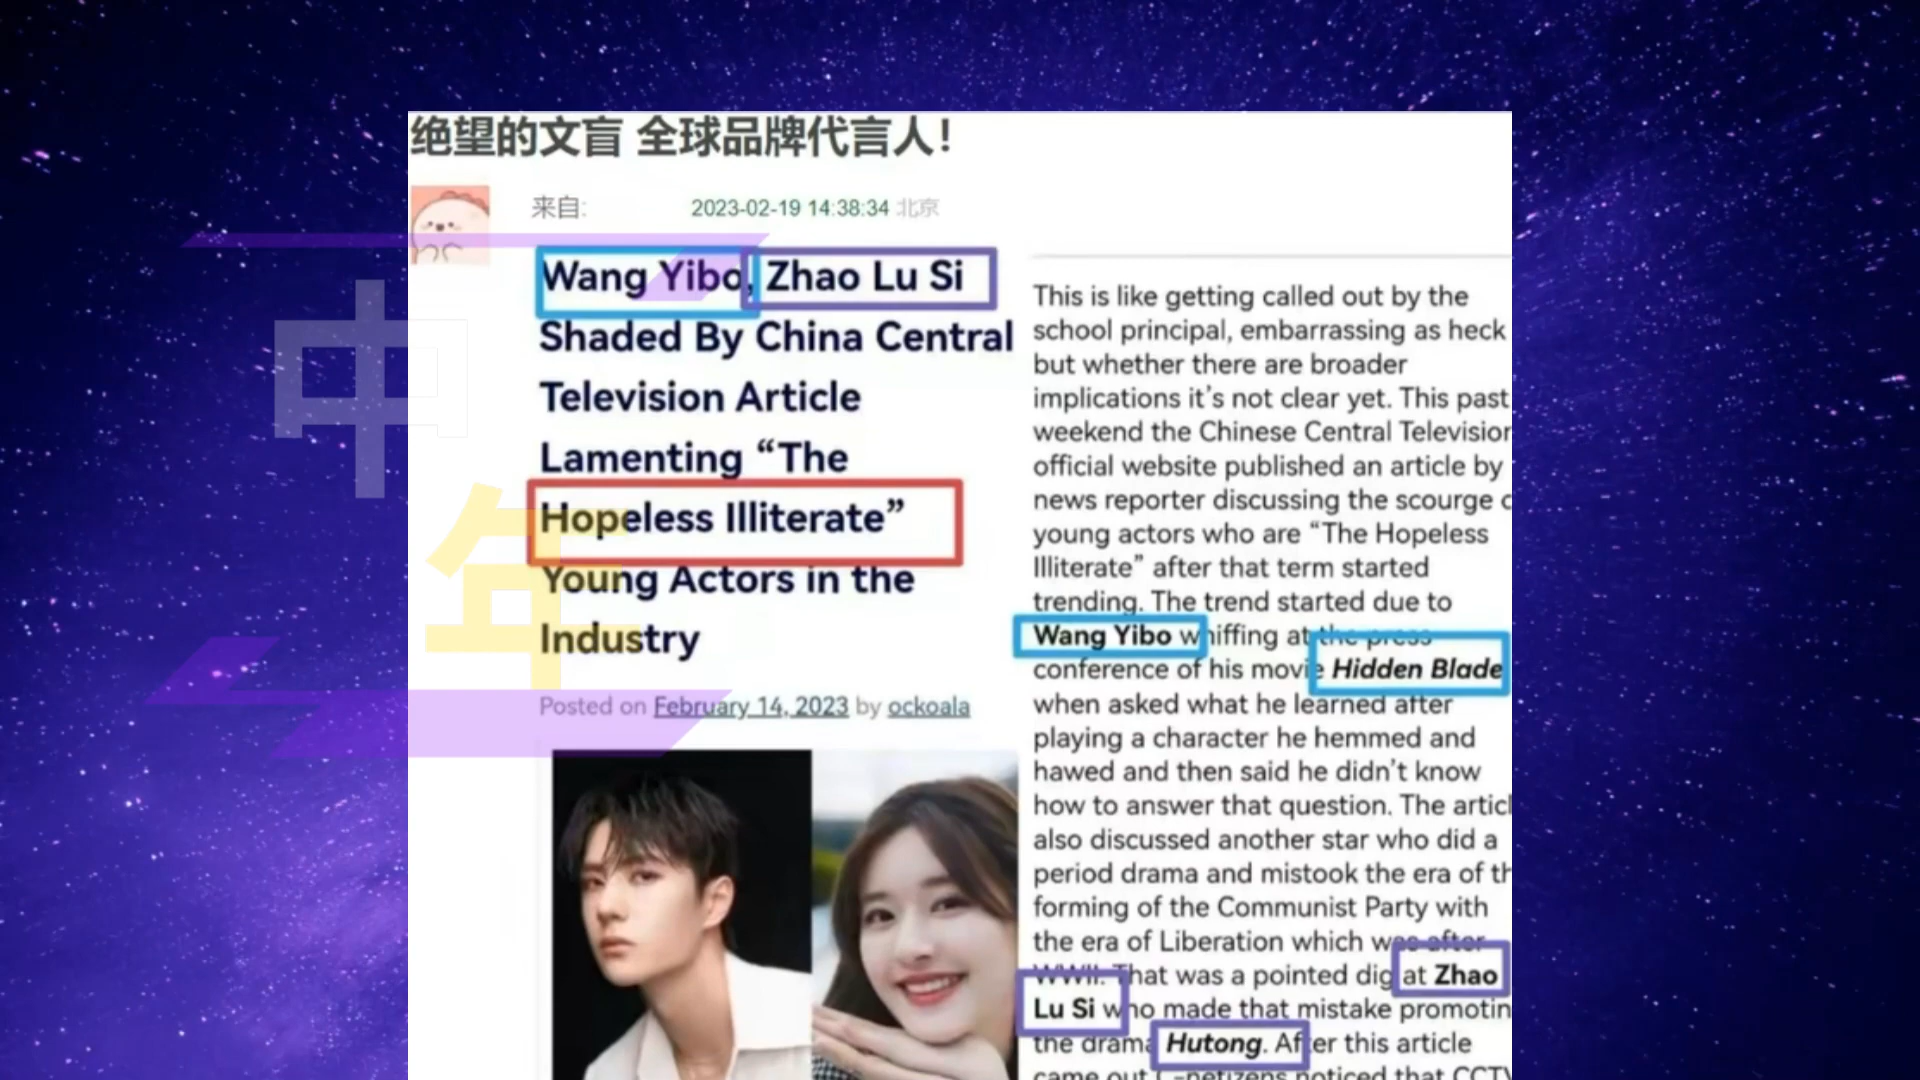 绝望的文盲 全球品牌代言人！
来自:
2023-02-19 14:38:34 北京
Wang Yibo, Zhao Lu Si
Shaded By China Central
Television Article
Lamenting “The
Hopeless Illiterate”
Young Actors in the
Industry
Posted on February 14, 2023 by ockoala
中
年
This is like getting called out by the
school principal, embarrassing as heck
but whether there are broader
implications it’s not clear yet. This past
weekend the Chinese Central Television
official website published an article by
news reporter discussing the scourge
young actors who are “The Hopeless
Illiterate” after that term started
trending. The trend started due to
Wang Yibo whiffing at the press
conference of his movie Hidden Blade
when asked what he learned after
playing a character he hemmed and
hawed and then said he didn’t know
how to answer that question. The articl
also discussed another star who did a
period drama and mistook the era of th
forming of the Communist Party with
the era of Liberation which was after
WWII. That was a pointed dig at Zhao
Lu Si who made that mistake promotin
the drama Hutong. After this article
came out C-netizens noticed that CCTV